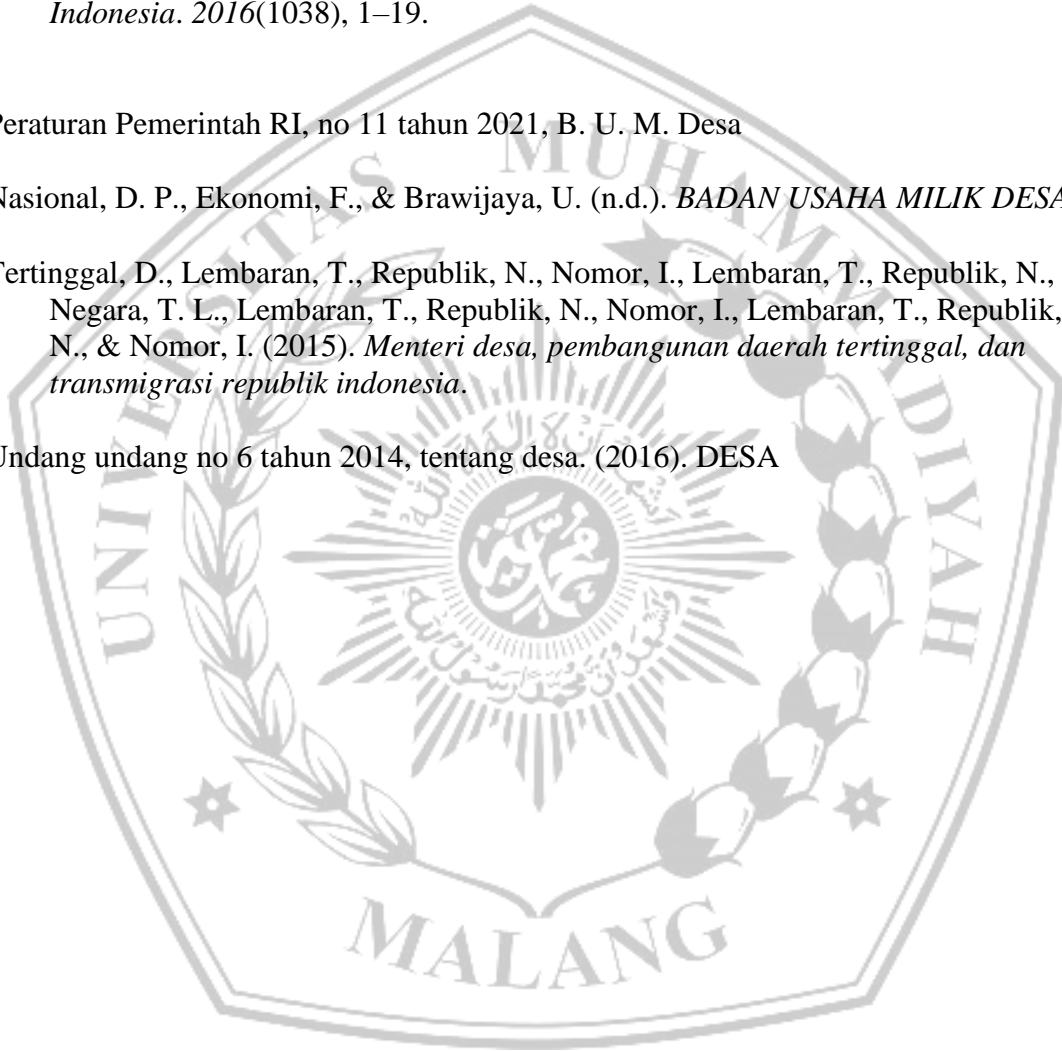 Indonesia. 2016(1038), 1–19.
Peraturan Pemerintah RI, no 11 tahun 2021, B. U. M. Desa
Nasional, D. P., Ekonomi, F., & Brawijaya, U. (n.d.). BADAN USAHA MILIK DESA
Tertinggal, D., Lembaran, T., Republik, N., Nomor, I., Lembaran, T., Republik, N.,
Negara, T. L., Lembaran, T., Republik, N., Nomor, I., Lembaran, T., Republik,
N., & Nomor, I. (2015). Menteri desa, pembangunan daerah tertinggal, dan
transmigrasi republik indonesia.
Undang undang no 6 tahun 2014, tentang desa. (2016). DESA
UNIVERSITAS MUHAMMADIYAH
MALANG